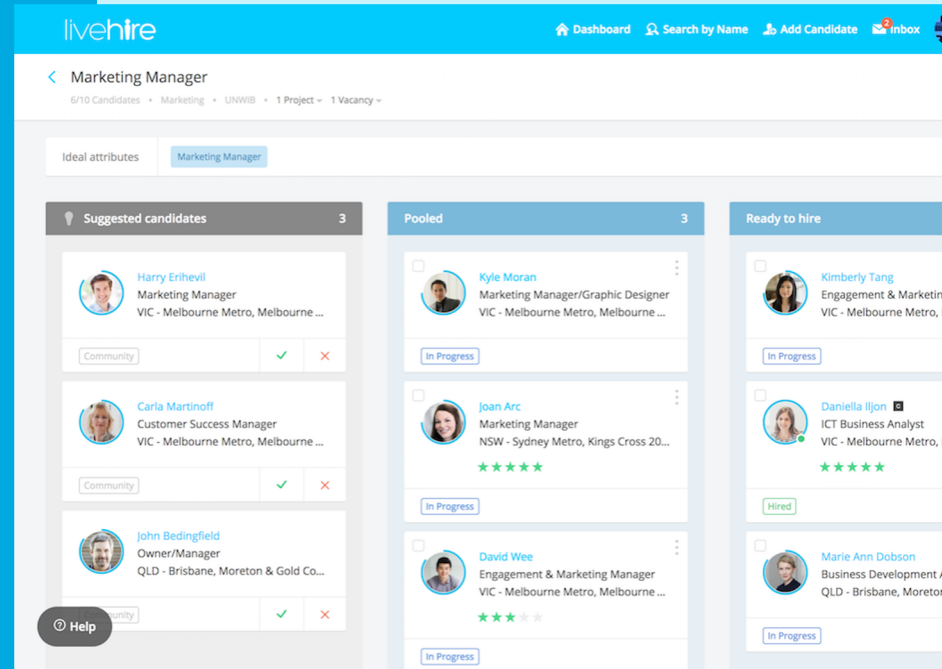 livehire
Dashboard
Search by Name
Add Candidate
2
Inbox
Marketing Manager
6/10 Candidates • Marketing • UNWIB • 1 Project 1 Vacancy
Ideal attributes
Marketing Manager
Suggested candidates 3
Harry Erihevil
Marketing Manager
VIC - Melbourne Metro, Melbourne ...
Community
Carla Martinoff
Customer Success Manager
VIC - Melbourne Metro, Melbourne ...
Community
John Bedingfield
Owner/Manager
QLD - Brisbane, Moreton & Gold Co...
Help
Pooled 3
Kyle Moran
Marketing Manager/Graphic Designer
VIC - Melbourne Metro, Melbourne ...
In Progress
Joan Arc
Marketing Manager
NSW - Sydney Metro, Kings Cross 20...
In Progress
David Wee
Engagement & Marketing Manager
VIC - Melbourne Metro, Melbourne ...
In Progress
Ready to hire
Kimberly Tang
Engagement &
VIC - Melbourne Metro,
In Progress
Daniella Iljon
ICT Business Analyst
VIC - Melbourne Metro,
Hired
Marie Ann Dobson
Business Development
QLD - Brisbane,
In Progress